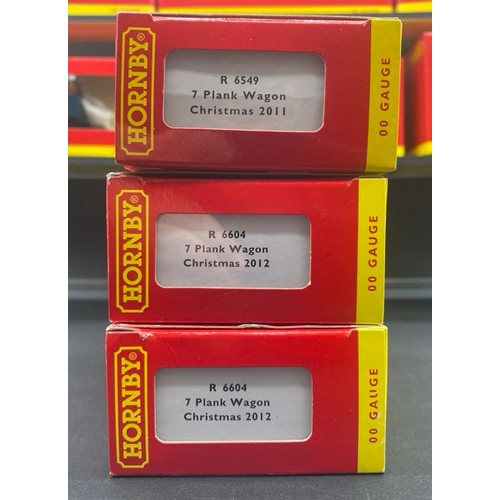 HORNBY®
R 6549
7 Plank Wagon
Christmas 2011
00 GAUGE
HORNBY®
R 6604
7 Plank Wagon
Christmas 2012
00 GAUGE
HORNBY®
R 6604
7 Plank Wagon
Christmas 2012
00 GAUGE